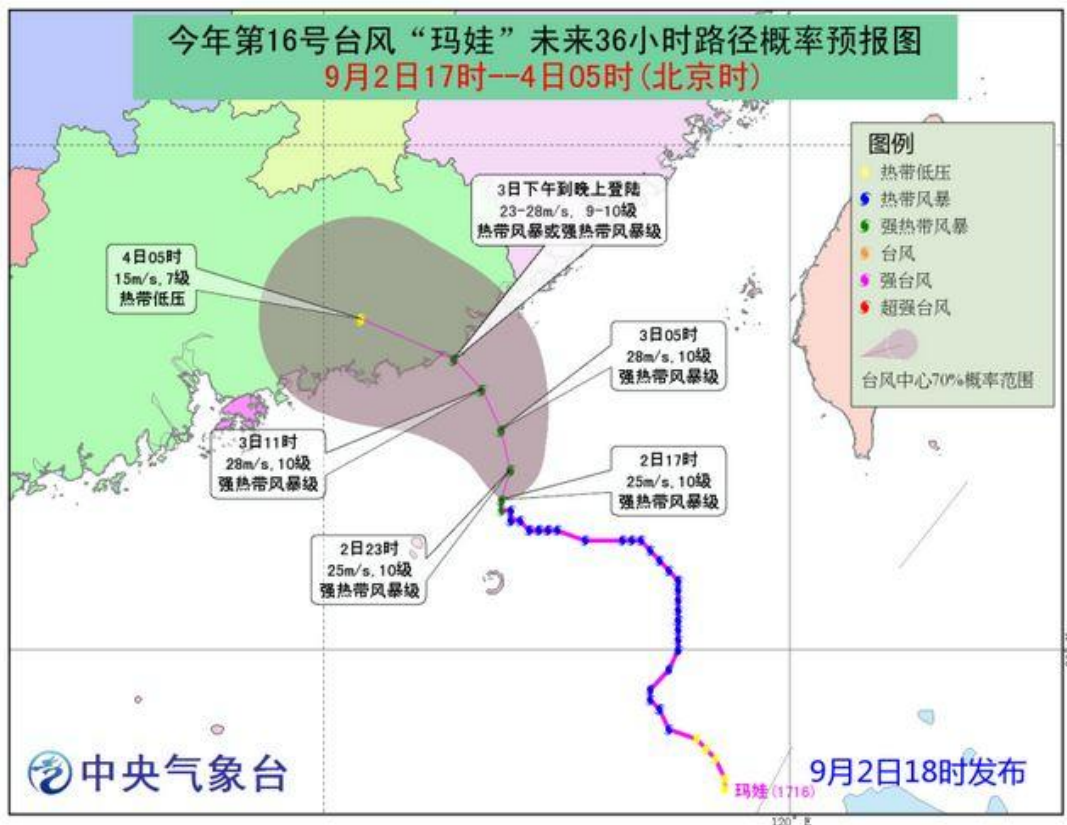 今年第16号台风“玛娃”未来36小时路径概率预报图
9月2日17时--4日05时(北京时)
图例
热带低压
热带风暴
强热带风暴
台风
强台风
超强台风
台风中心70%概率范围
3日下午到晚上登陆
23-28m/s, 9-10级
热带风暴或强热带风暴级
4日05时
15m/s,7级
热带低压
3日05时
28m/s,10级
强热带风暴级
3日11时
28m/s,10级
强热带风暴级
2日17时
25m/s,10级
强热带风暴级
2日23时
25m/s,10级
强热带风暴级
中央气象台
9月2日18时发布
玛娃(1716)
120° E